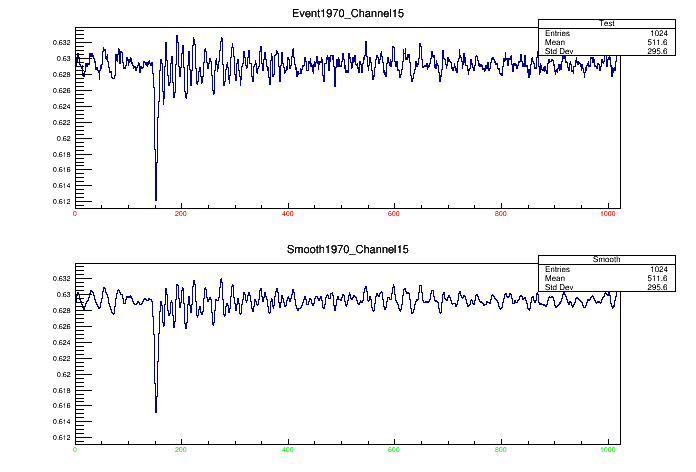 Event1970_Channel15
Test
Entries 1024
Mean 511.6
Std Dev 295.6
0.632
0.63
0.628
0.626
0.624
0.622
0.62
0.618
0.616
0.614
0.612
0 200 400 600 800 1000
Smooth1970_Channel15
Smooth
Entries 1024
Mean 511.6
Std Dev 295.6
0.632
0.63
0.628
0.626
0.624
0.622
0.62
0.618
0.616
0.614
0.612
0 200 400 600 800 1000